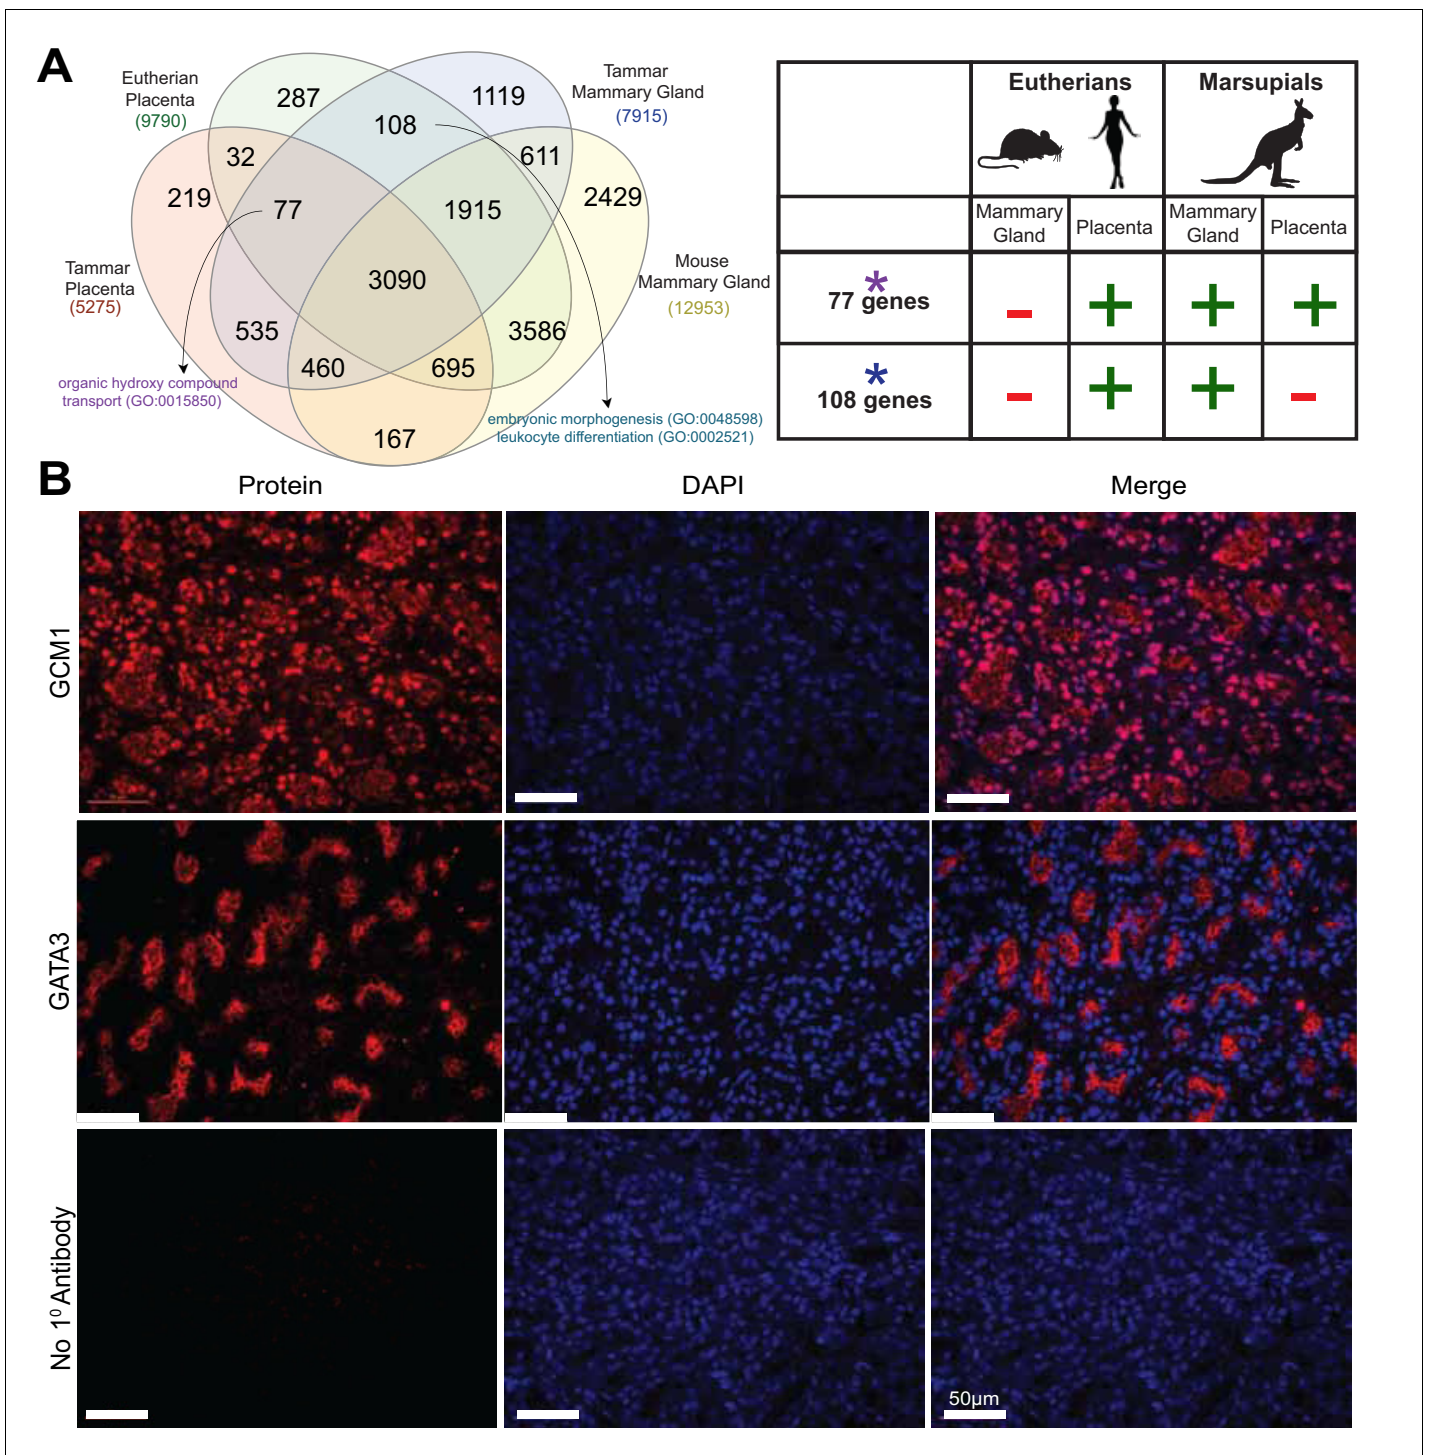 A
Eutherian
Placenta
(9790)
Tammar
Mammary Gland
(7915)
287
1119
108
32
611
219
77
1915
2429
Tammar
Placenta
(5275)
3090
Mouse
Mammary Gland
(12953)
535
3586
460
695
167
organic hydroxy compound
transport (GO:0015850)
embryonic morphogenesis (GO:0048598)
leukocyte differentiation (GO:0002521)
Eutherians
Marsupials
Mammary
Gland
Placenta
Mammary
Gland
Placenta
*
77 genes
- + + +
*
108 genes
- + + -
B
Protein
DAPI
Merge
GCM1
GATA3
No 1⁰ Antibody
50µm